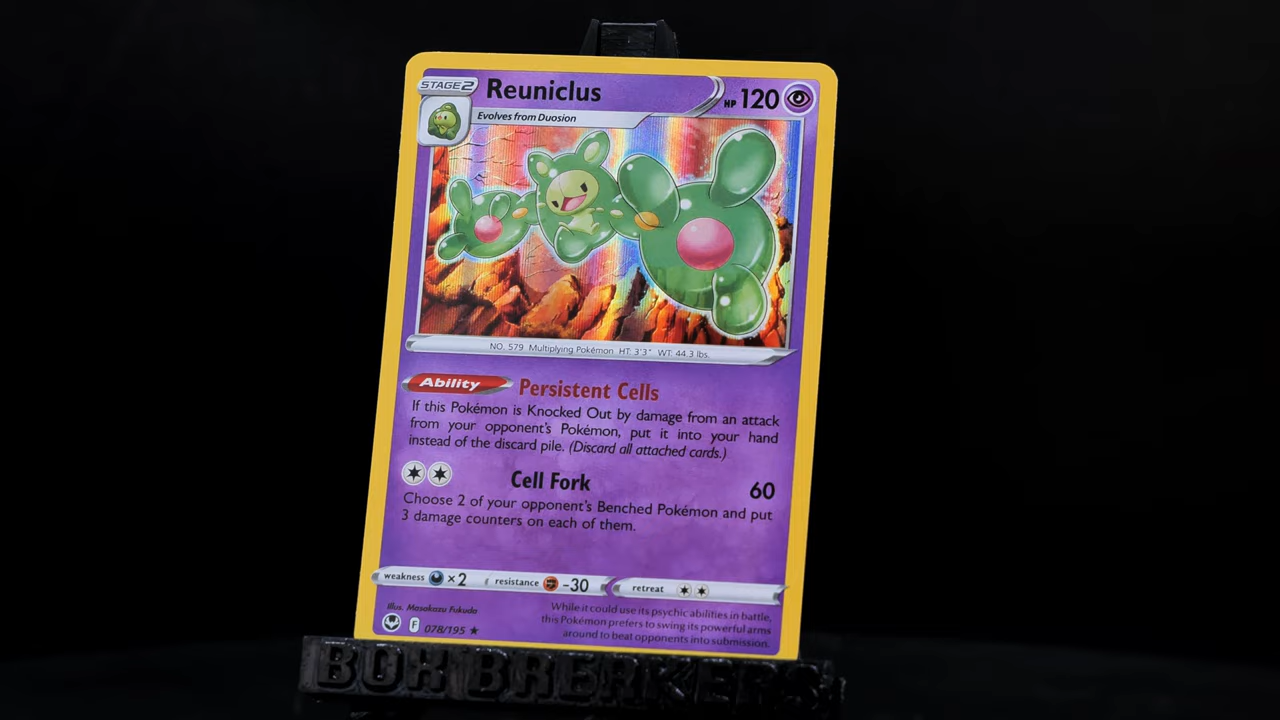 STAGE 2
Reuniclus
HP 120
Evolves from Duosion
NO. 579 Multiplying Pokémon HT: 3'3" WT: 44.3 lbs.
Ability Persistent Cells
If this Pokémon is Knocked Out by damage from an attack
from your opponent's Pokémon, put it into your hand
instead of the discard pile. (Discard all attached cards.)
Cell Fork 60
Choose 2 of your opponent's Benched Pokémon and put
3 damage counters on each of them.
weakness ×2 resistance -30 retreat
Illus. Masakazu Fukuda
F 078/195 ★
While it could use its psychic abilities in battle,
this Pokémon prefers to swing its powerful arms
around to beat opponents into submission.
BOX BREAKERS